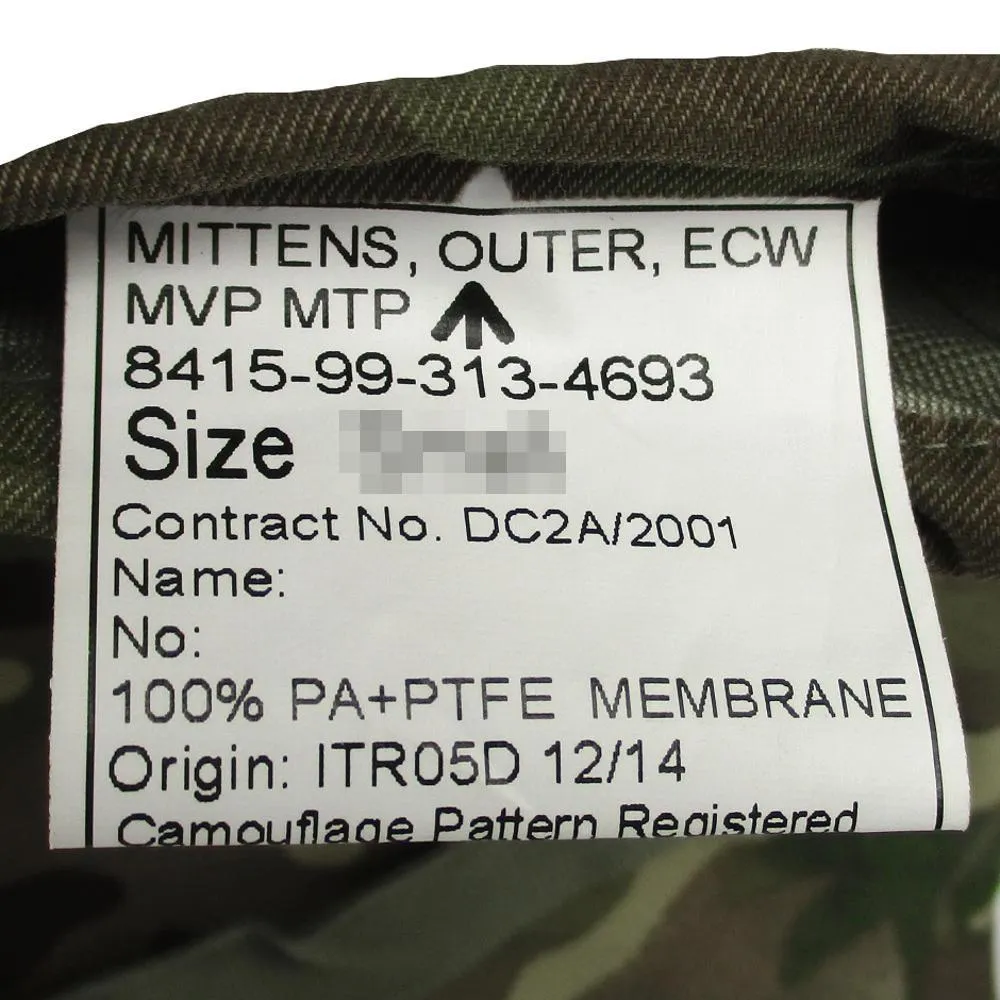 MITTENS, OUTER, ECW
MVP MTP
8415-99-313-4693
Size
Contract No. DC2A/2001
Name:
No:
100% PA+PTFE MEMBRANE
Origin: ITR05D 12/14
Camouflage Pattern Registered